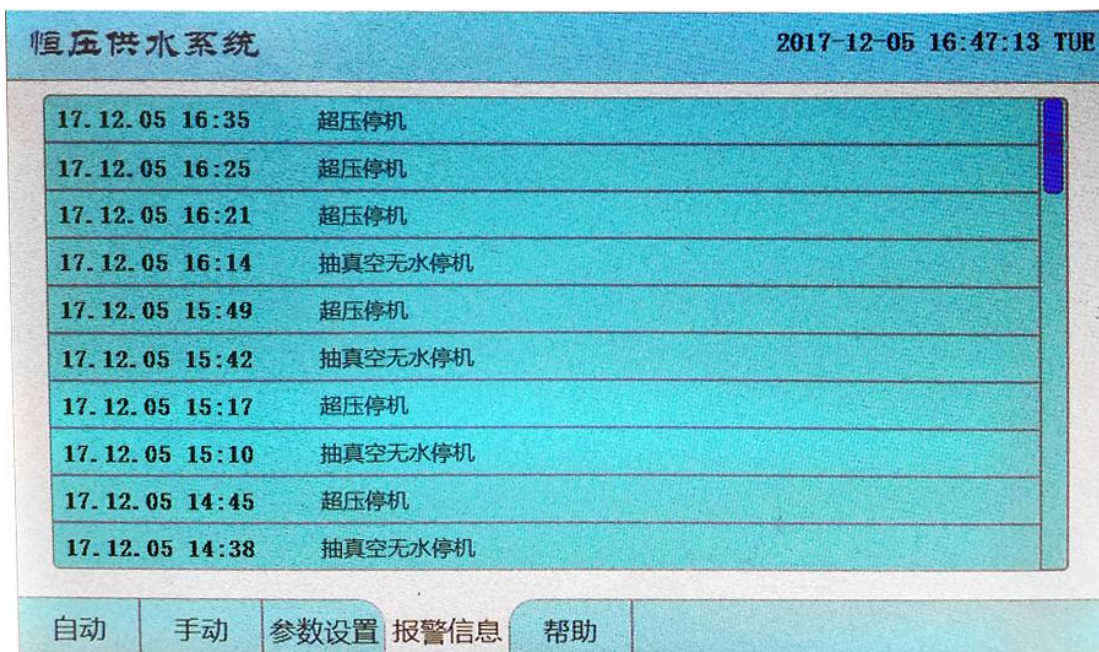 恒压供水系统 2017-12-05 16:47:13 TUE
17.12.05 16:35 超压停机
17.12.05 16:25 超压停机
17.12.05 16:21 超压停机
17.12.05 16:14 抽真空无水停机
17.12.05 15:49 超压停机
17.12.05 15:42 抽真空无水停机
17.12.05 15:17 超压停机
17.12.05 15:10 抽真空无水停机
17.12.05 14:45 超压停机
17.12.05 14:38 抽真空无水停机
自动 手动 参数设置 报警信息 帮助